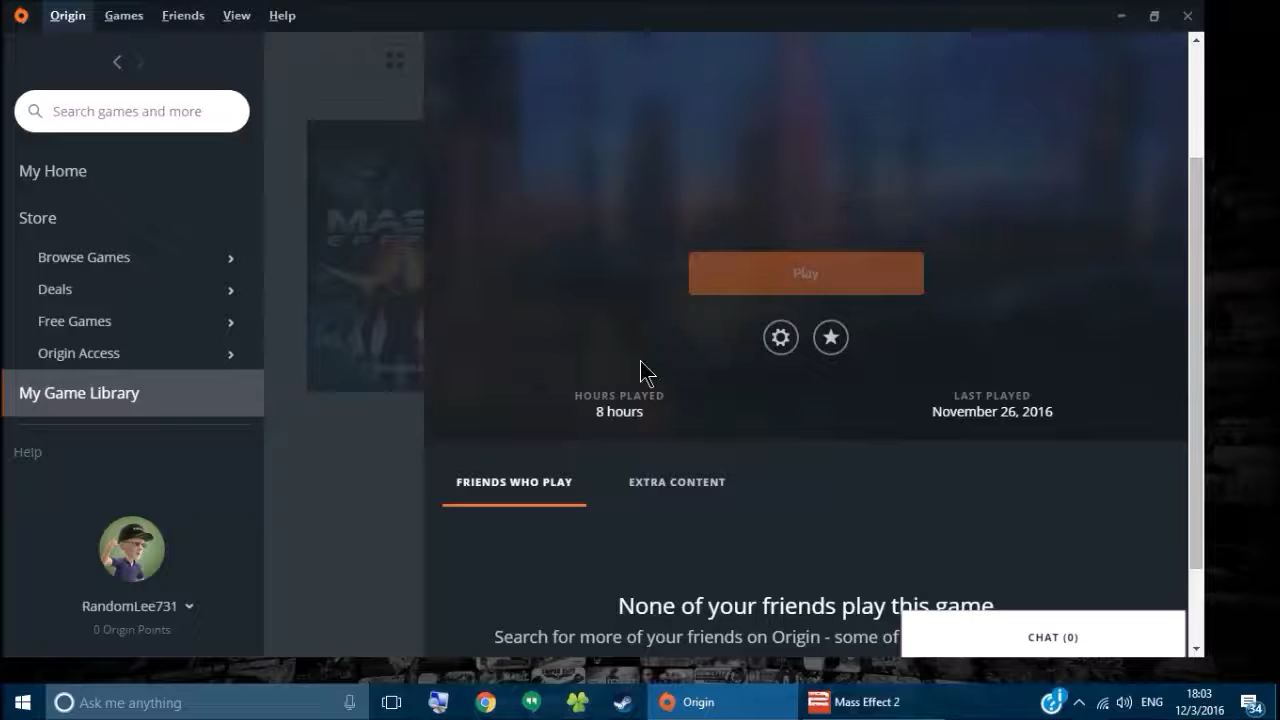 Origin Games Friends View Help
Search games and more
My Home
Store
Browse Games
Deals
Free Games
Origin Access
My Game Library
Help
RandomLee731
0 Origin Points
MAS
Play
HOURS PLAYED
8 hours
LAST PLAYED
November 26, 2016
FRIENDS WHO PLAY EXTRA CONTENT
None of your friends play this game
Search for more of your friends on Origin - some of
CHAT (0)
Ask me anything
Origin
Mass Effect 2
ENG
18:03
12/3/2016
34